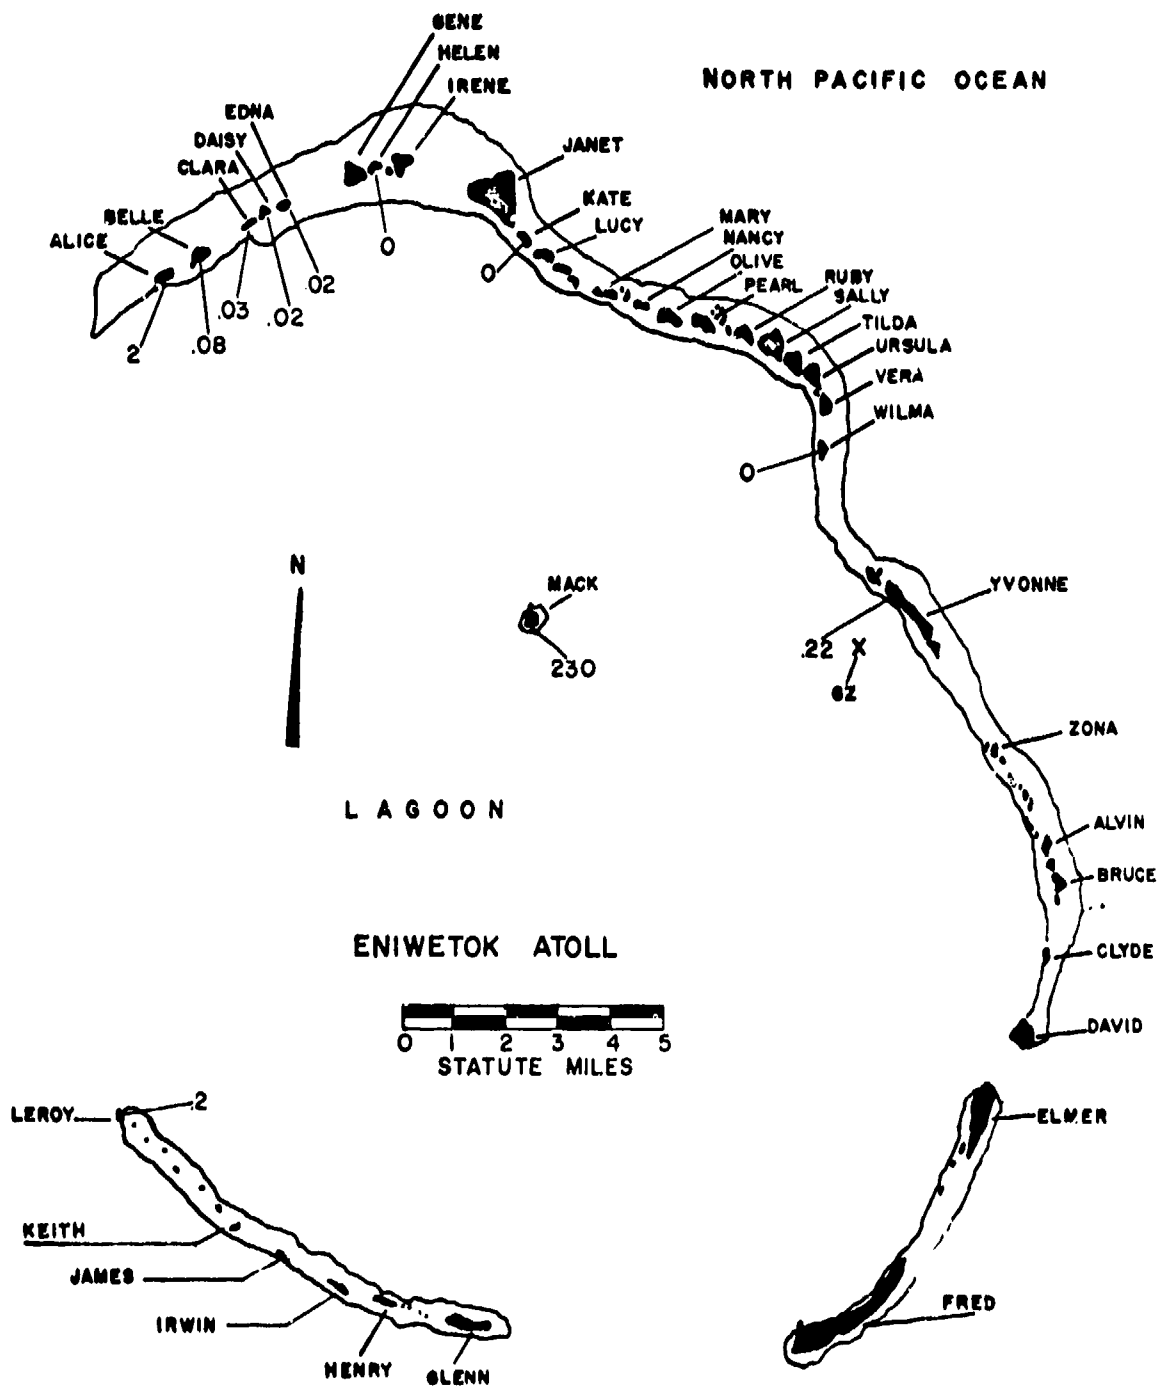 GENE
HELEN
IRENE
NORTH PACIFIC OCEAN
EDNA
DAISY
CLARA
JANET
BELLE
ALICE
KATE
LUCY
MARY
NANCY
OLIVE
PEARL
RUBY
SALLY
TILDA
URSULA
VERA
WILMA
0
0
.02
.03
.02
.08
2
0
N
MACK
230
YVONNE
.22 X
GZ
ZONA
LAGOON
ALVIN
BRUCE
CLYDE
DAVID
ENIWETOK ATOLL
0 1 2 3 4 5
STATUTE MILES
LEROY
.2
ELMER
KEITH
JAMES
IRWIN
HENRY
GLENN
FRED